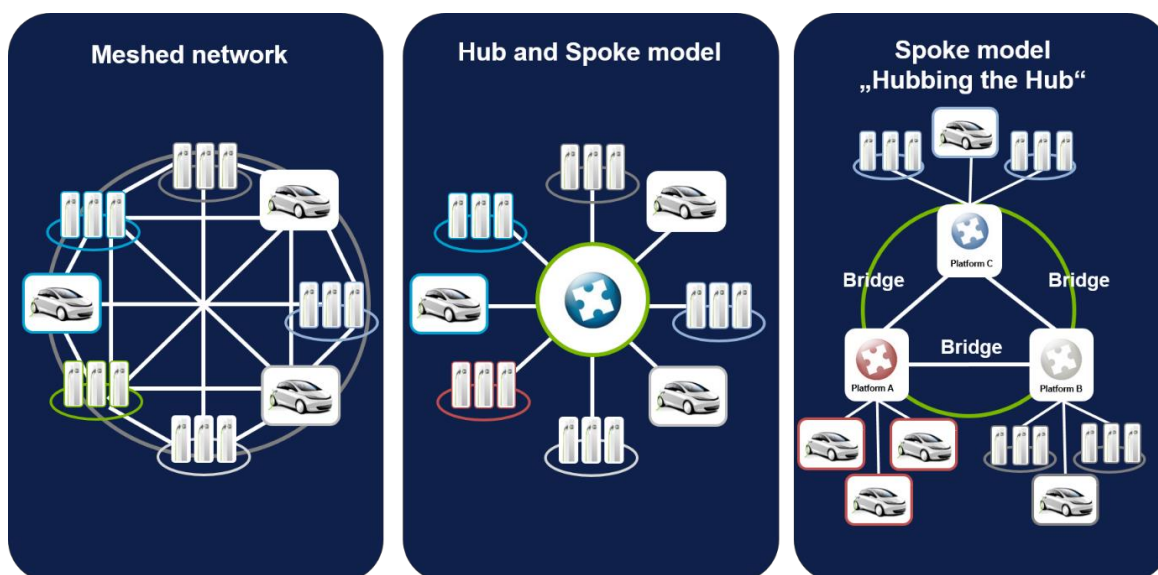 Meshed network
Hub and Spoke model
Spoke model
„Hubbing the Hub“
Platform C
Bridge
Bridge
Bridge
Platform A
Platform B